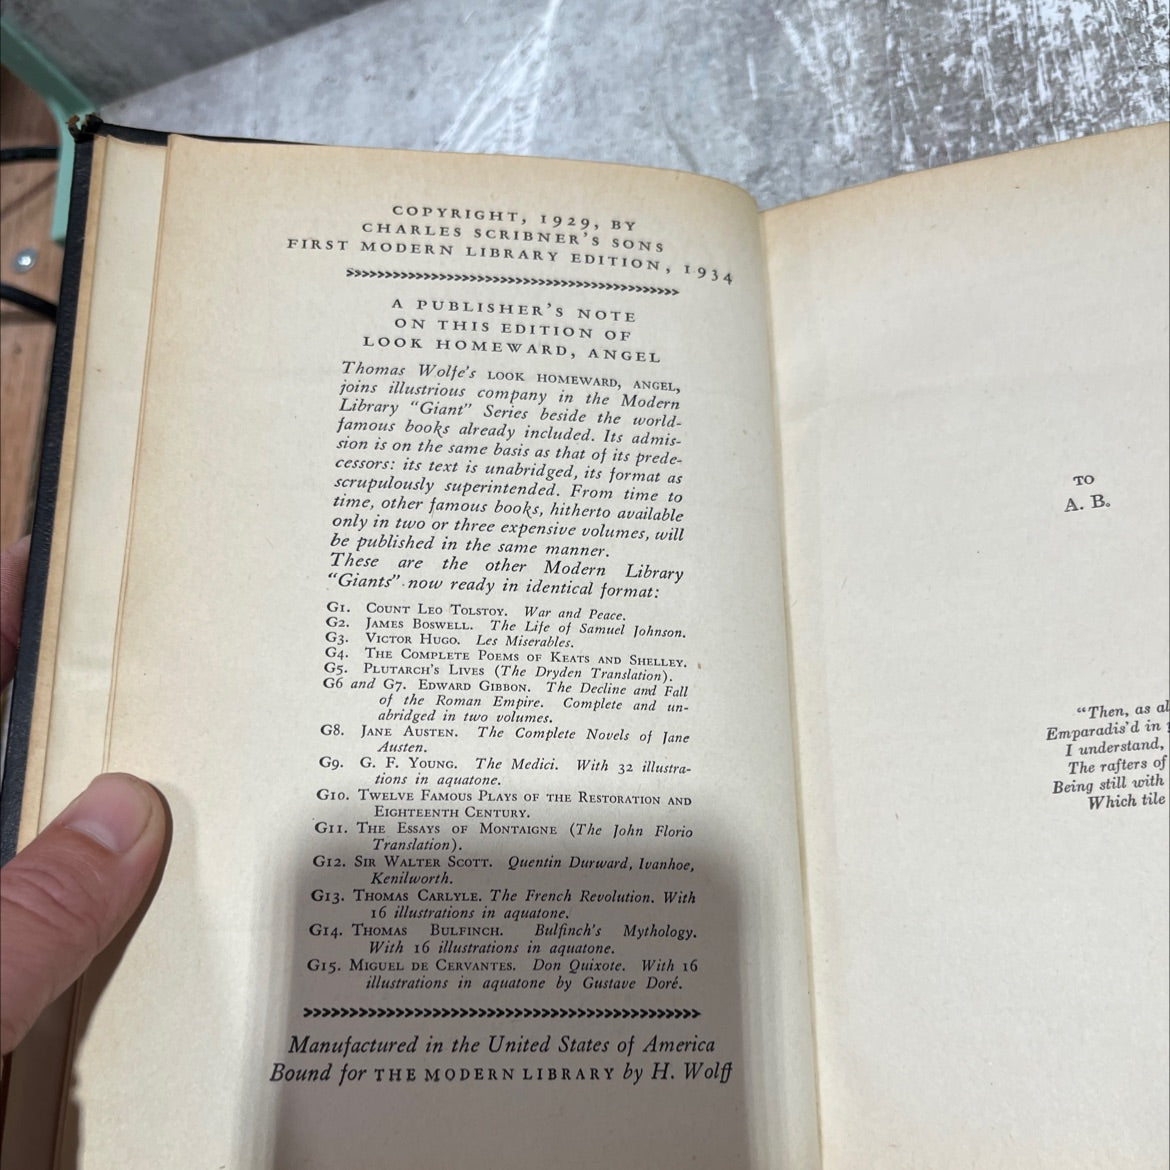 COPYRIGHT, 1929, BY
CHARLES SCRIBNER'S SONS
FIRST MODERN LIBRARY EDITION, 1934
A PUBLISHER'S NOTE
ON THIS EDITION OF
LOOK HOMEWARD, ANGEL
Thomas Wolfe's LOOK HOMEWARD, ANGEL,
joins illustrious company in the Modern
Library "Giant" Series beside the world-
famous books already included. Its admis-
sion is on the same basis as that of its prede-
cessors: its text is unabridged, its format as
scrupulously superintended. From time to
time, other famous books, hitherto available
only in two or three expensive volumes, will
be published in the same manner.
These are the other Modern Library
"Giants" now ready in identical format:
G1. COUNT LEO TOLSTOY. War and Peace.
G2. JAMES BOSWELL. The Life of Samuel Johnson.
G3. VICTOR HUGO. Les Miserables.
G4. THE COMPLETE POEMS OF KEATS AND SHELLEY.
G5. PLUTARCH'S LIVES (The Dryden Translation).
G6 and G7. EDWARD GIBBON. The Decline and Fall
of the Roman Empire. Complete and un-
abridged in two volumes.
G8. JANE AUSTEN. The Complete Novels of Jane
Austen.
G9. G. F. YOUNG. The Medici. With 32 illustra-
tions in aquatone.
G10. TWELVE FAMOUS PLAYS OF THE RESTORATION AND
EIGHTEENTH CENTURY.
G11. THE ESSAYS OF MONTAIGNE (The John Florio
Translation).
G12. SIR WALTER SCOTT. Quentin Durward, Ivanhoe,
Kenilworth.
G13. THOMAS CARLYLE. The French Revolution. With
16 illustrations in aquatone.
G14. THOMAS BULFINCH. Bulfinch's Mythology.
With 16 illustrations in aquatone.
G15. MIGUEL DE CERVANTES. Don Quixote. With 16
illustrations in aquatone by Gustave Doré.
Manufactured in the United States of America
Bound for THE MODERN LIBRARY by H. Wolff
TO
A. B.
"Then, as al
Emparadis'd in
I understand,
The rafters of
Being still with
Which tile